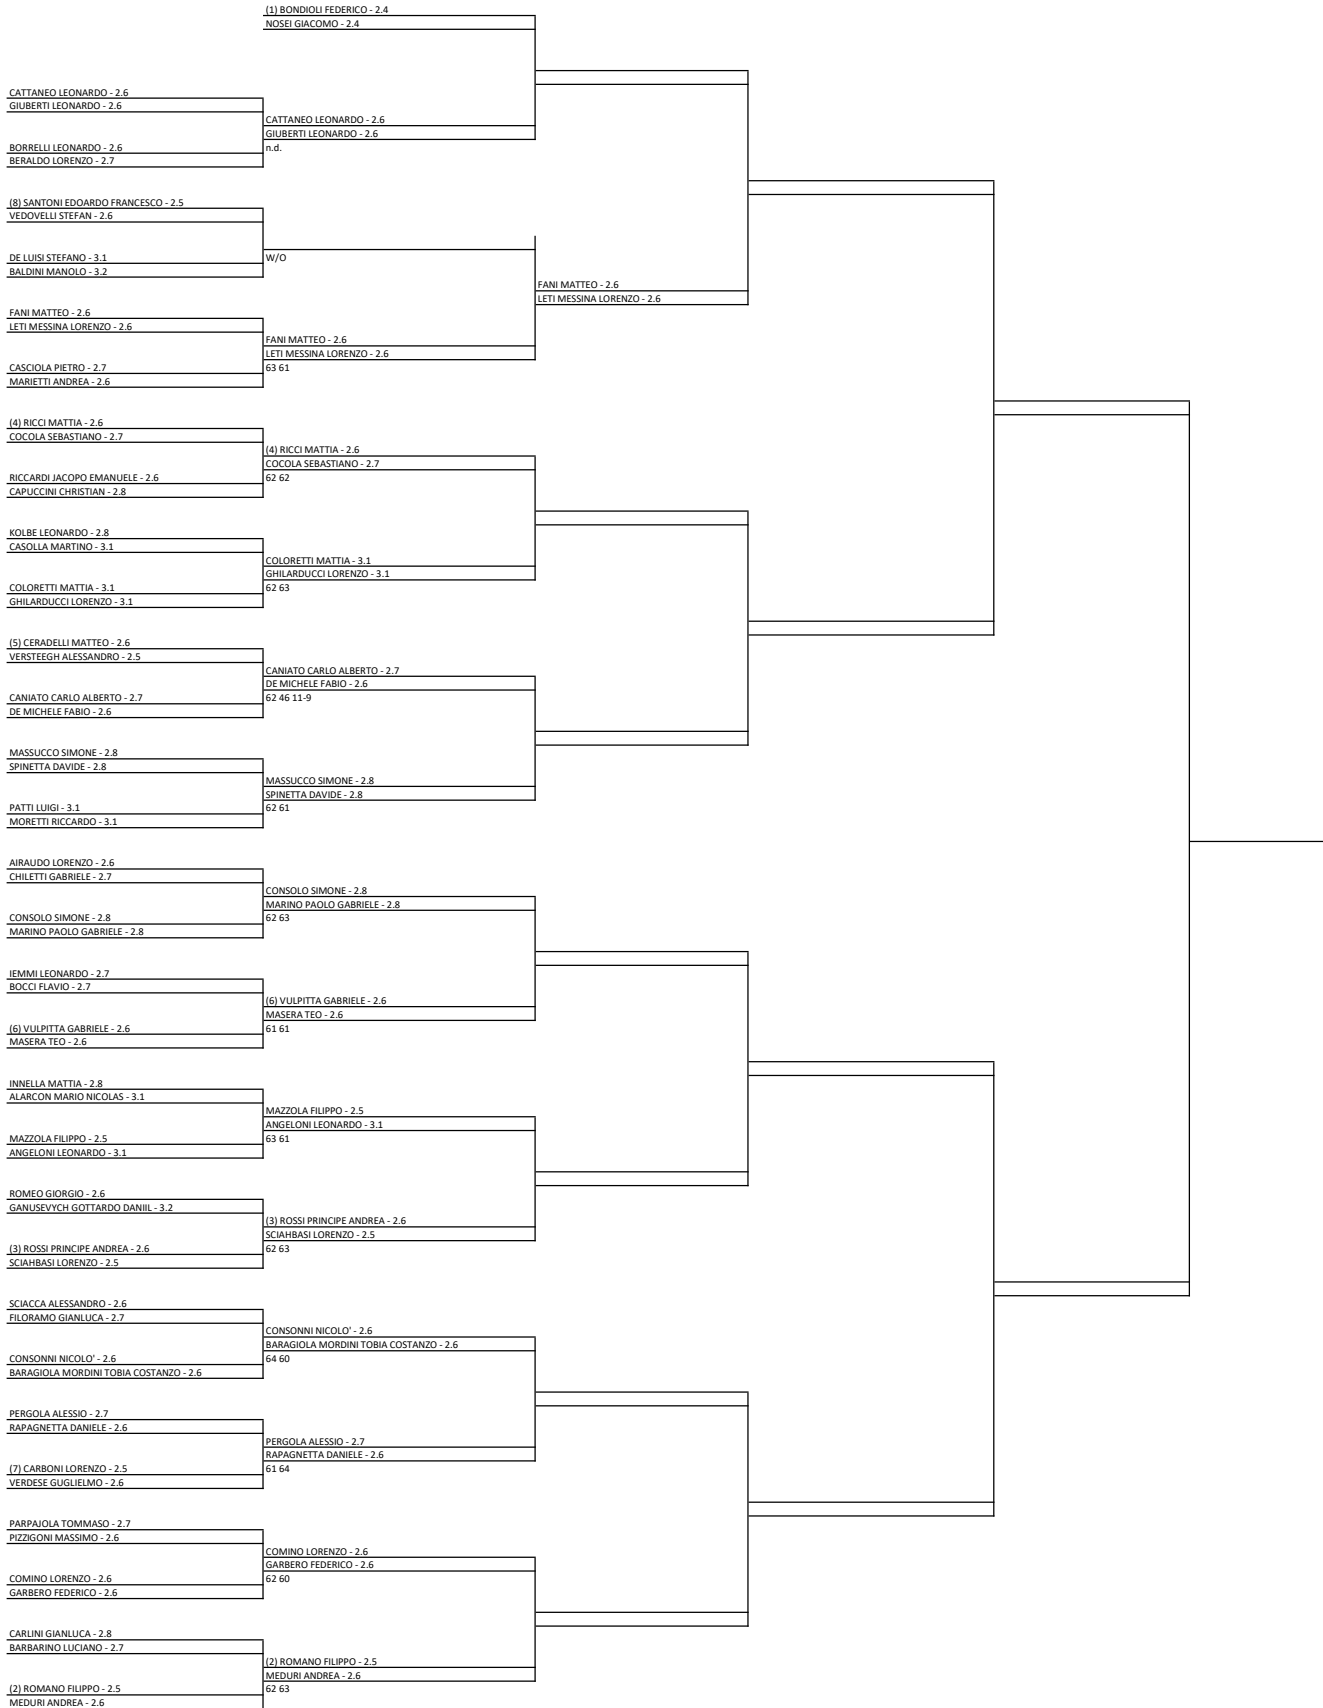 (1) BONDIOLI FEDERICO - 2.4
NOSEI GIACOMO - 2.4
CATTANEO LEONARDO - 2.6
GIUBERTI LEONARDO - 2.6
CATTANEO LEONARDO - 2.6
GIUBERTI LEONARDO - 2.6
BORRELLI LEONARDO - 2.6
n.d.
BERALDO LORENZO - 2.7
(8) SANTONI EDOARDO FRANCESCO - 2.5
VEDOVELLI STEFAN - 2.6
DE LUISI STEFANO - 3.1
W/O
BALDINI MANOLO - 3.2
FANI MATTEO - 2.6
LETI MESSINA LORENZO - 2.6
FANI MATTEO - 2.6
LETI MESSINA LORENZO - 2.6
FANI MATTEO - 2.6
LETI MESSINA LORENZO - 2.6
CASCIOLA PIETRO - 2.7
63 61
MARIETTI ANDREA - 2.6
(4) RICCI MATTIA - 2.6
COCOLA SEBASTIANO - 2.7
(4) RICCI MATTIA - 2.6
COCOLA SEBASTIANO - 2.7
RICCARDI JACOPO EMANUELE - 2.6
62 62
CAPUCCINI CHRISTIAN - 2.8
KOLBE LEONARDO - 2.8
CASOLLA MARTINO - 3.1
COLORETTI MATTIA - 3.1
GHILARDUCCI LORENZO - 3.1
COLORETTI MATTIA - 3.1
62 63
GHILARDUCCI LORENZO - 3.1
(5) CERADELLI MATTEO - 2.6
VERSTEEGH ALESSANDRO - 2.5
CANIATO CARLO ALBERTO - 2.7
DE MICHELE FABIO - 2.6
CANIATO CARLO ALBERTO - 2.7
62 46 11-9
DE MICHELE FABIO - 2.6
MASSUCCO SIMONE - 2.8
SPINETTA DAVIDE - 2.8
MASSUCCO SIMONE - 2.8
SPINETTA DAVIDE - 2.8
PATTI LUIGI - 3.1
62 61
MORETTI RICCARDO - 3.1
AIRAUDO LORENZO - 2.6
CHILETTI GABRIELE - 2.7
CONSOLO SIMONE - 2.8
MARINO PAOLO GABRIELE - 2.8
CONSOLO SIMONE - 2.8
62 63
MARINO PAOLO GABRIELE - 2.8
IEMMI LEONARDO - 2.7
BOCCI FLAVIO - 2.7
(6) VULPITTA GABRIELE - 2.6
MASERA TEO - 2.6
(6) VULPITTA GABRIELE - 2.6
61 61
MASERA TEO - 2.6
INNELLA MATTIA - 2.8
ALARCON MARIO NICOLAS - 3.1
MAZZOLA FILIPPO - 2.5
ANGELONI LEONARDO - 3.1
MAZZOLA FILIPPO - 2.5
63 61
ANGELONI LEONARDO - 3.1
ROMEO GIORGIO - 2.6
GANUSEVYCH GOTTARDO DANIIL - 3.2
(3) ROSSI PRINCIPE ANDREA - 2.6
SCIAHBASI LORENZO - 2.5
(3) ROSSI PRINCIPE ANDREA - 2.6
62 63
SCIAHBASI LORENZO - 2.5
SCIACCA ALESSANDRO - 2.6
FILORAMO GIANLUCA - 2.7
CONSONNI NICOLO' - 2.6
BARAGIOLA MORDINI TOBIA COSTANZO - 2.6
CONSONNI NICOLO' - 2.6
64 60
BARAGIOLA MORDINI TOBIA COSTANZO - 2.6
PERGOLA ALESSIO - 2.7
RAPAGNETTA DANIELE - 2.6
PERGOLA ALESSIO - 2.7
RAPAGNETTA DANIELE - 2.6
(7) CARBONI LORENZO - 2.5
61 64
VERDESE GUGLIELMO - 2.6
PARPAJOLA TOMMASO - 2.7
PIZZIGONI MASSIMO - 2.6
COMINO LORENZO - 2.6
GARBERO FEDERICO - 2.6
COMINO LORENZO - 2.6
62 60
GARBERO FEDERICO - 2.6
CARLINI GIANLUCA - 2.8
BARBARINO LUCIANO - 2.7
(2) ROMANO FILIPPO - 2.5
MEDURI ANDREA - 2.6
(2) ROMANO FILIPPO - 2.5
62 63
MEDURI ANDREA - 2.6